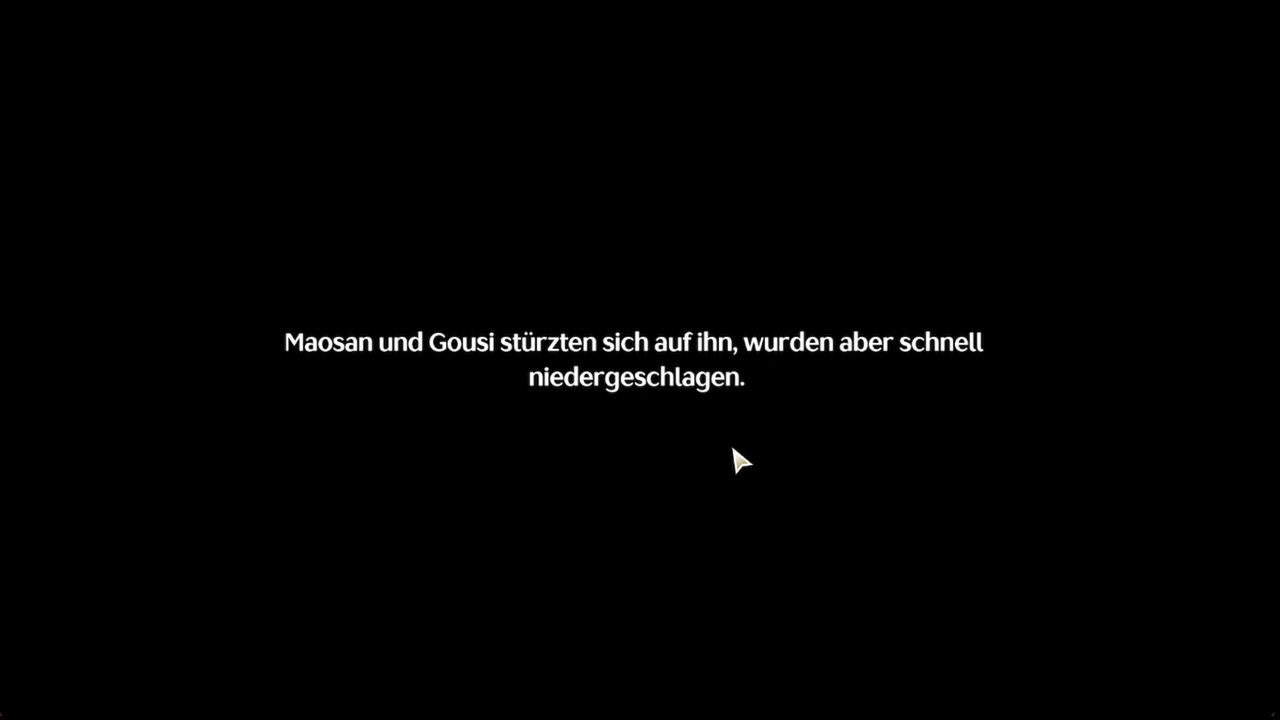 Maosan und Gousi stürzten sich auf ihn, wurden aber schnell
niedergeschlagen.